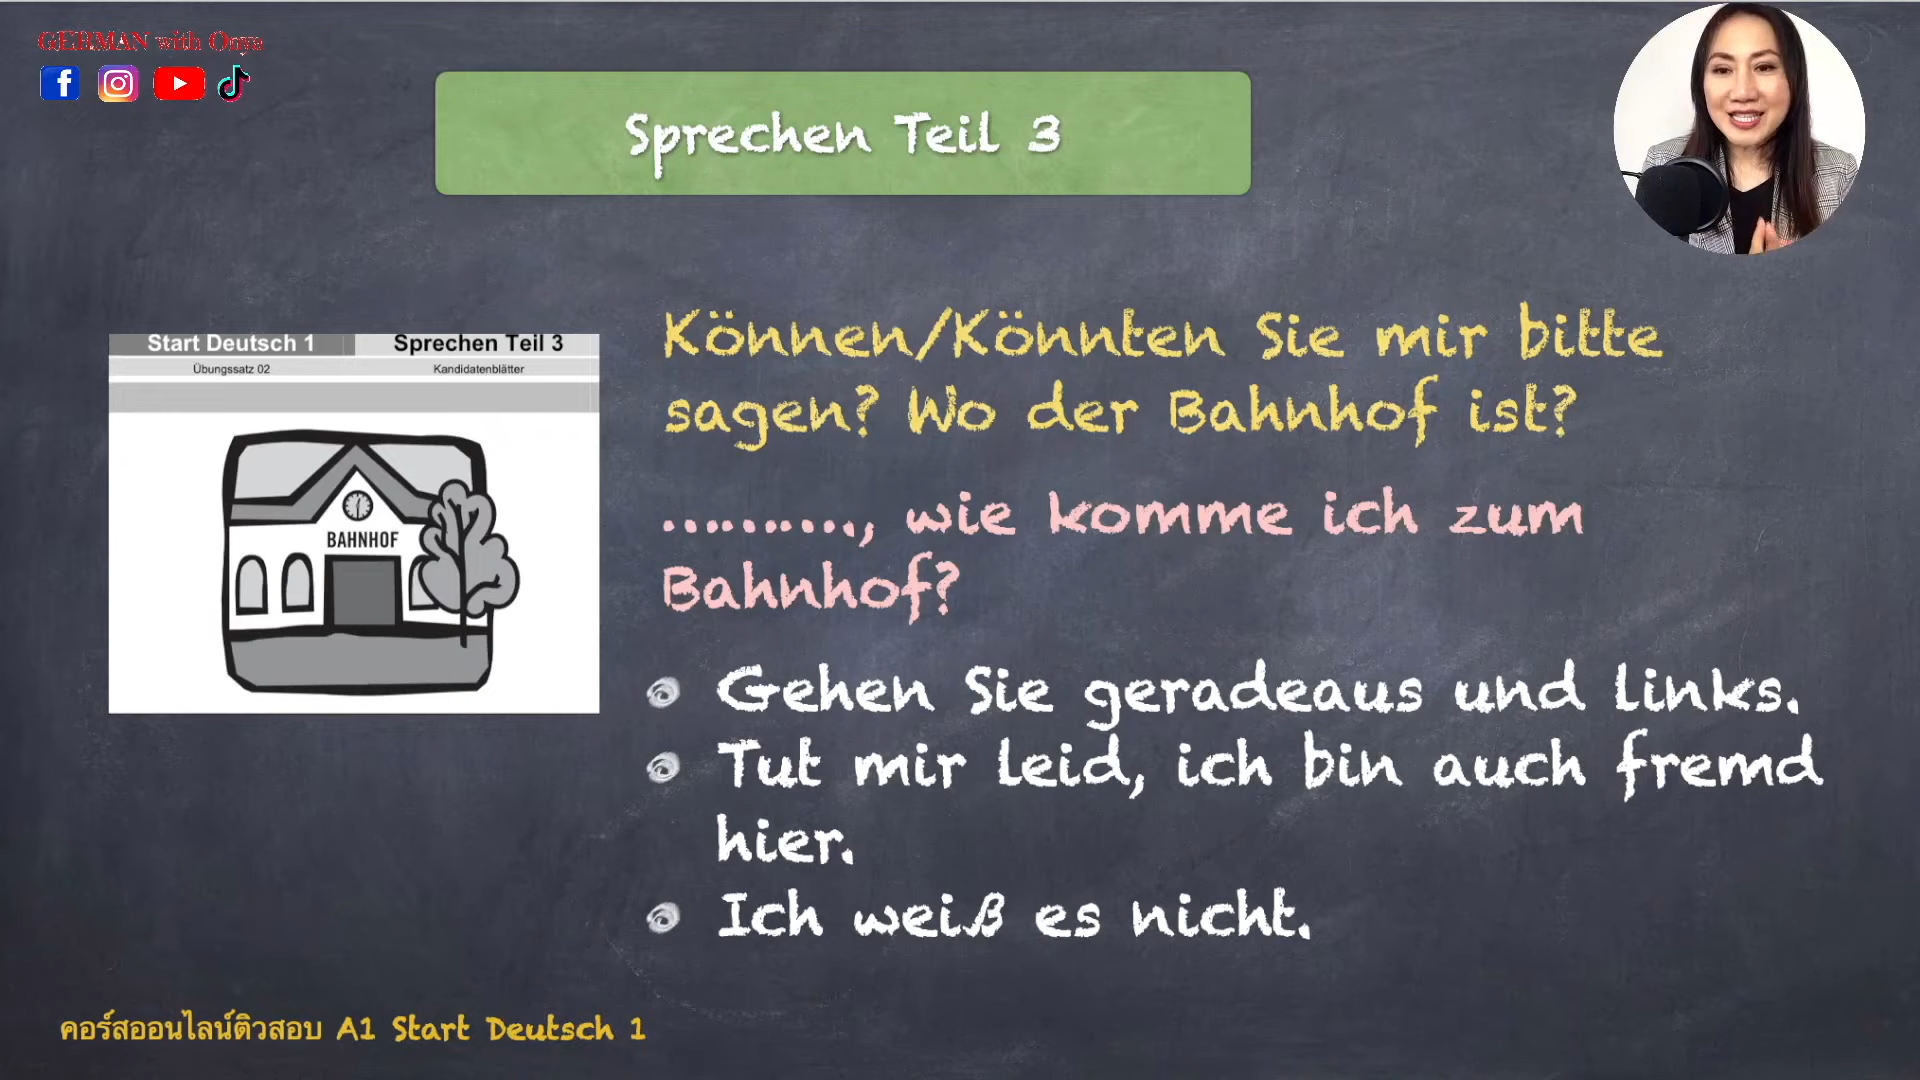 GERMAN with Onya
Sprechen Teil 3
Start Deutsch 1
Sprechen Teil 3
Übungssatz 02
Kandidatenblätter
BAHNHOF
Können/Könnten Sie mir bitte
sagen? Wo der Bahnhof ist?
..........., wie komme ich zum
Bahnhof?
Gehen Sie geradeaus und links.
Tut mir leid, ich bin auch fremd
hier.
Ich weiß es nicht.
คอร์สออนไลน์ติวสอบ A1 Start Deutsch 1